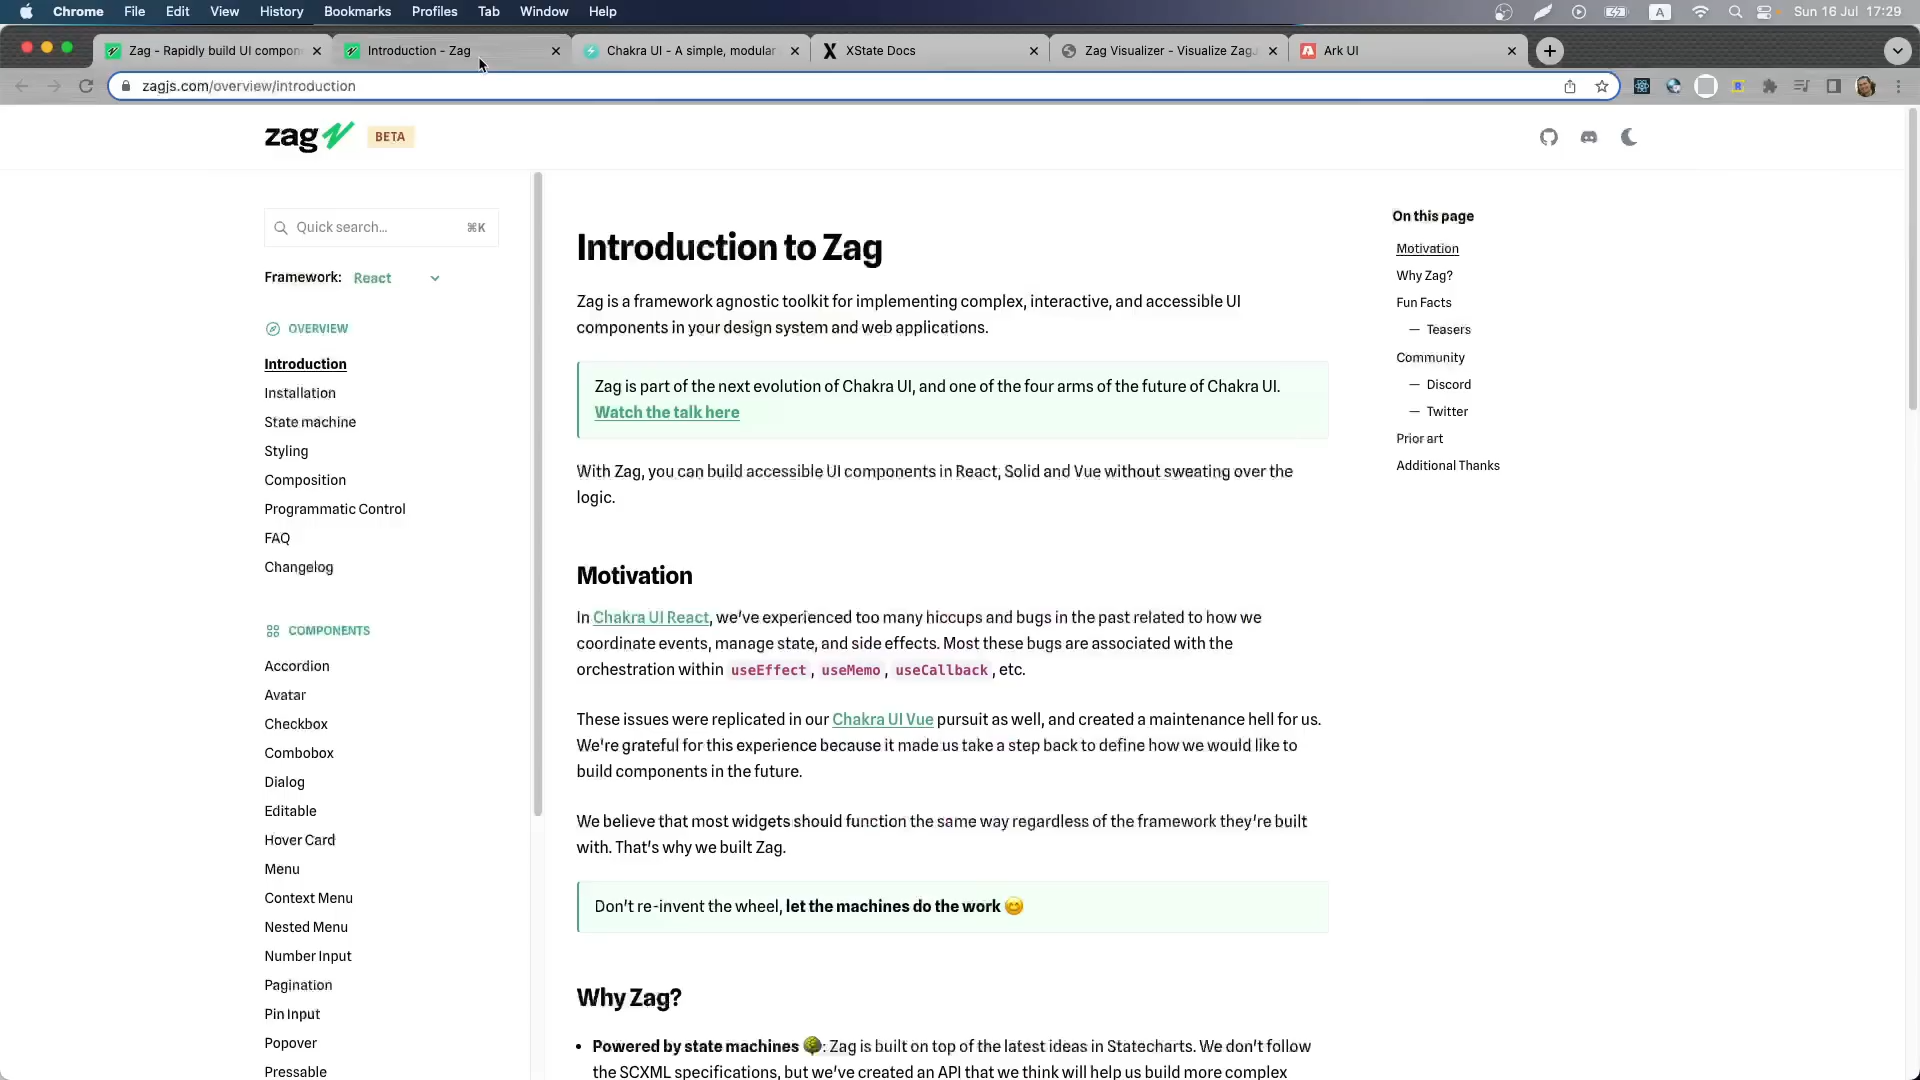 Chrome File Edit View History Bookmarks Profiles Tab Window Help A Sun 16 Jul 17:29
Zag - Rapidly build UI compon Introduction - Zag Chakra UI - A simple, modular XState Docs Zag Visualizer - Visualize Zag. Ark UI
zagjs.com/overview/introduction
zag BETA
Quick search... ⌘K
Framework: React
OVERVIEW
Introduction
Installation
State machine
Styling
Composition
Programmatic Control
FAQ
Changelog
COMPONENTS
Accordion
Avatar
Checkbox
Combobox
Dialog
Editable
Hover Card
Menu
Context Menu
Nested Menu
Number Input
Pagination
Pin Input
Popover
Pressable
Introduction to Zag
Zag is a framework agnostic toolkit for implementing complex, interactive, and accessible UI
components in your design system and web applications.
Zag is part of the next evolution of Chakra UI, and one of the four arms of the future of Chakra UI.
Watch the talk here
With Zag, you can build accessible UI components in React, Solid and Vue without sweating over the
logic.
Motivation
In Chakra UI React, we've experienced too many hiccups and bugs in the past related to how we
coordinate events, manage state, and side effects. Most these bugs are associated with the
orchestration within useEffect, useMemo, useCallback, etc.
These issues were replicated in our Chakra UI Vue pursuit as well, and created a maintenance hell for us.
We're grateful for this experience because it made us take a step back to define how we would like to
build components in the future.
We believe that most widgets should function the same way regardless of the framework they're built
with. That's why we built Zag.
Don't re-invent the wheel, let the machines do the work 😊
Why Zag?
• Powered by state machines 🌳: Zag is built on top of the latest ideas in Statecharts. We don't follow
the SCXML specifications, but we've created an API that we think will help us build more complex
On this page
Motivation
Why Zag?
Fun Facts
— Teasers
Community
— Discord
— Twitter
Prior art
Additional Thanks